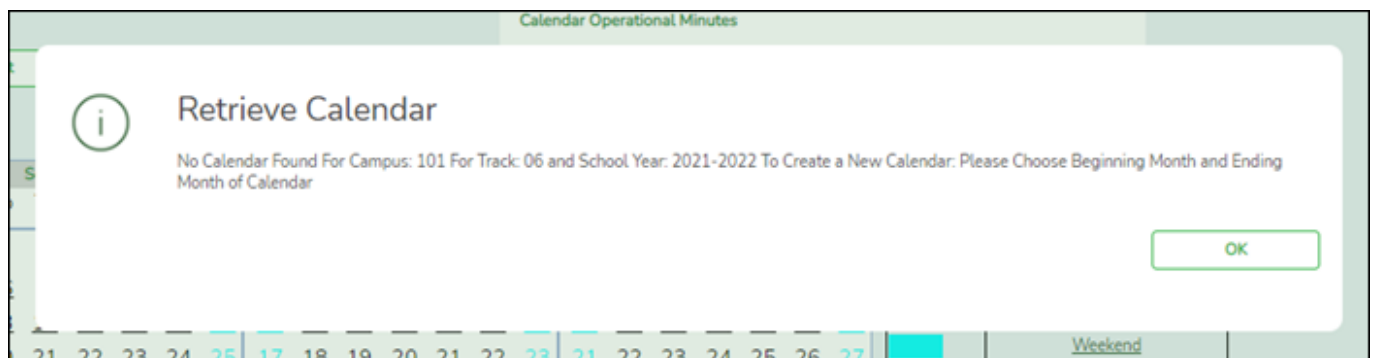 Calendar Operational Minutes
Retrieve Calendar
No Calendar Found For Campus: 101 For Track: 06 and School Year: 2021-2022 To Create a New Calendar: Please Choose Beginning Month and Ending
Month of Calendar
OK
21 22 23 24 25 17 18 19 20 21 22 23 21 22 23 24 25 26 27
Weekend